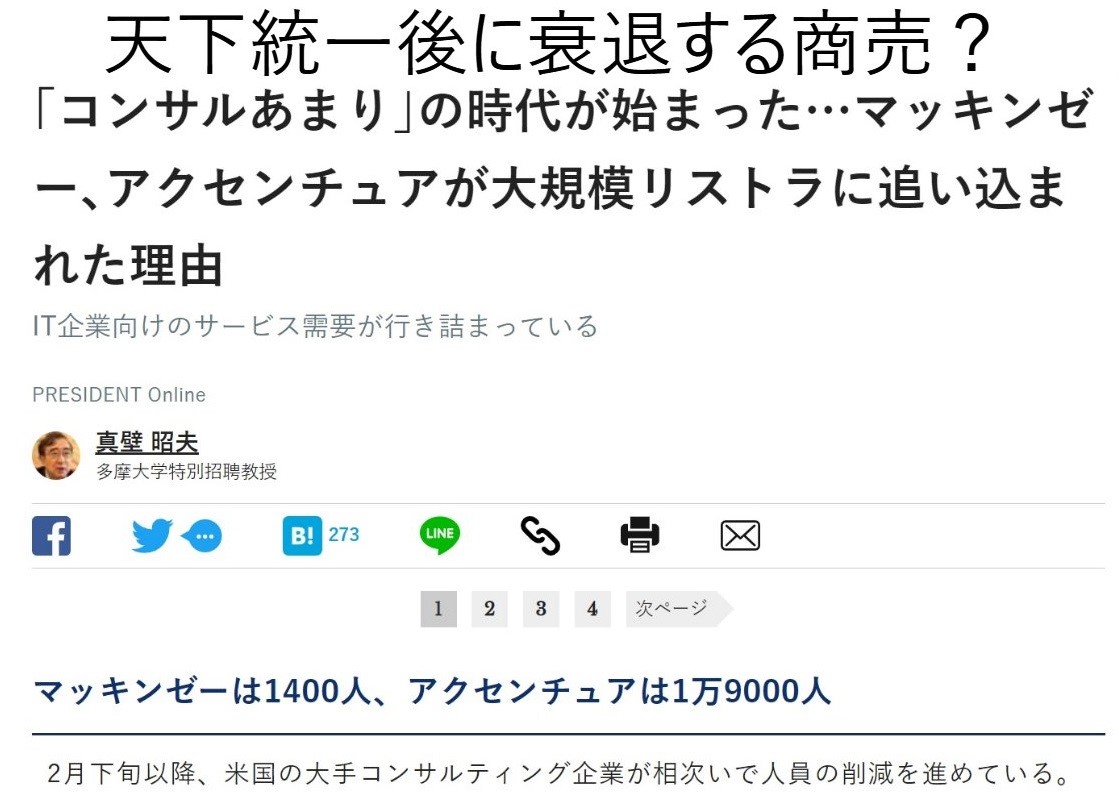 天下統一後に衰退する商売？
「コンサルあまり」の時代が始まった…マッキンゼ
ー、アクセンチュアが大規模リストラに追い込ま
れた理由
IT企業向けのサービス需要が行き詰まっている
PRESIDENT Online
真壁 昭夫
多摩大学特別招聘教授
B! 273
LINE
1 2 3 4 次ページ
マッキンゼーは1400人、アクセンチュアは1万9000人
2月下旬以降、米国の大手コンサルティング企業が相次いで人員の削減を進めている。